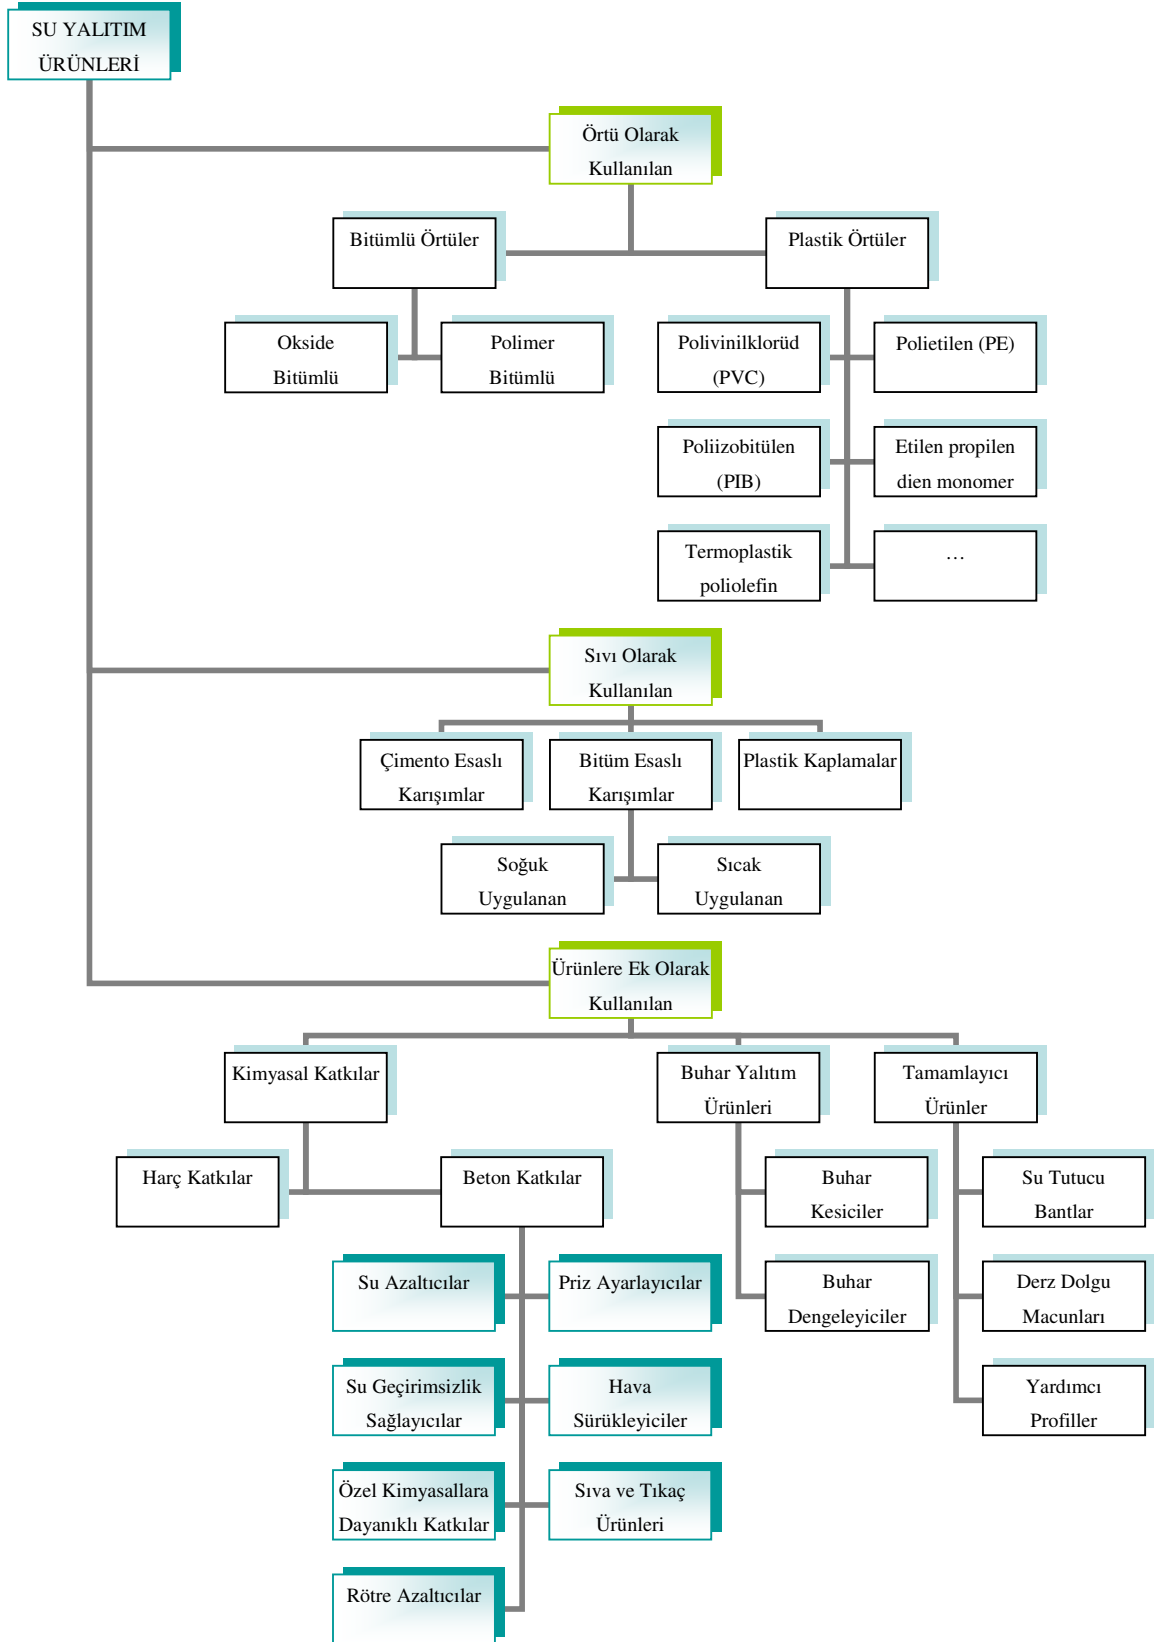 SU YALITIM
ÜRÜNLERİ
Örtü Olarak
Kullanılan
Bitümlü Örtüler
Plastik Örtüler
Okside
Bitümlü
Polimer
Bitümlü
Polivinilklorüd
(PVC)
Polietilen (PE)
Poliizobitülen
(PIB)
Etilen propilen
dien monomer
Termoplastik
poliolefin
…
Sıvı Olarak
Kullanılan
Çimento Esaslı
Karışımlar
Bitüm Esaslı
Karışımlar
Plastik Kaplamalar
Soğuk
Uygulanan
Sıcak
Uygulanan
Ürünlere Ek Olarak
Kullanılan
Kimyasal Katkılar
Buhar Yalıtım
Ürünleri
Tamamlayıcı
Ürünler
Harç Katkılar
Beton Katkılar
Buhar
Kesiciler
Su Tutucu
Bantlar
Su Azaltıcılar
Priz Ayarlayıcılar
Buhar
Dengeleyiciler
Derz Dolgu
Macunları
Su Geçirimsizlik
Sağlayıcılar
Hava
Sürükleyiciler
Yardımcı
Profiller
Özel Kimyasallara
Dayanıklı Katkılar
Sıva ve Tıkaç
Ürünleri
Rötre Azaltıcılar